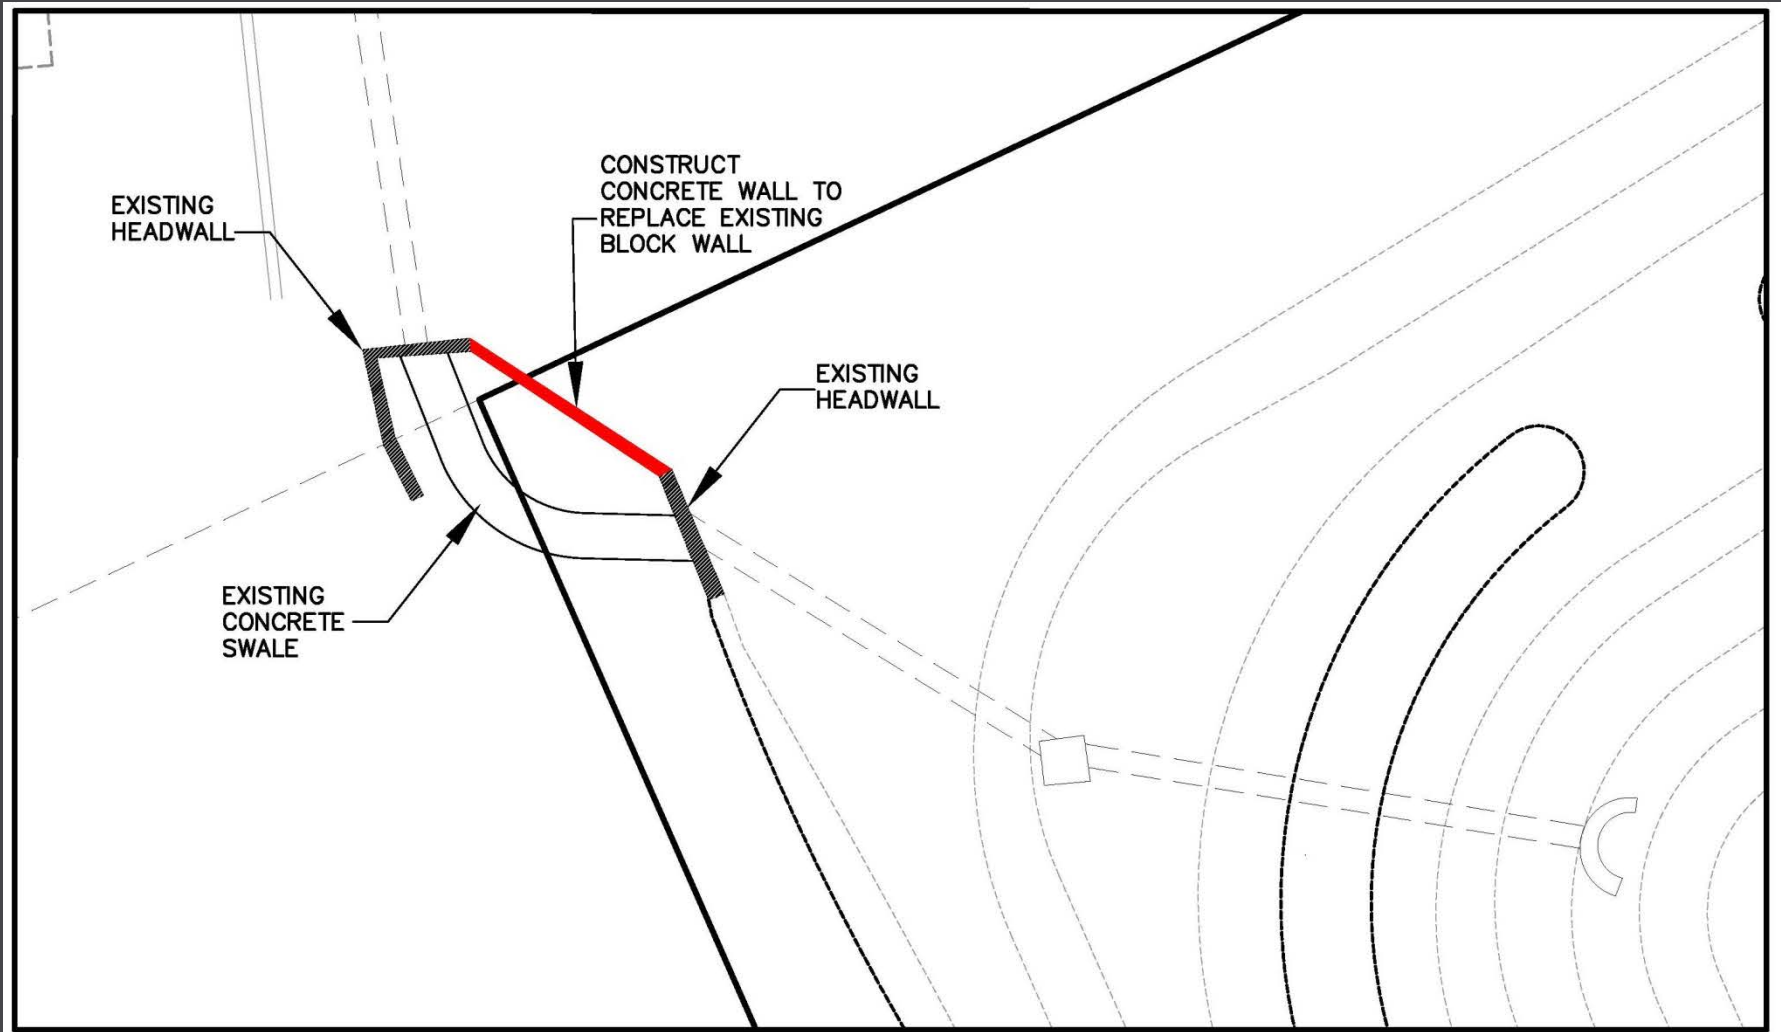 CONSTRUCT
CONCRETE WALL TO
REPLACE EXISTING
BLOCK WALL
EXISTING
HEADWALL
EXISTING
HEADWALL
EXISTING
CONCRETE
SWALE